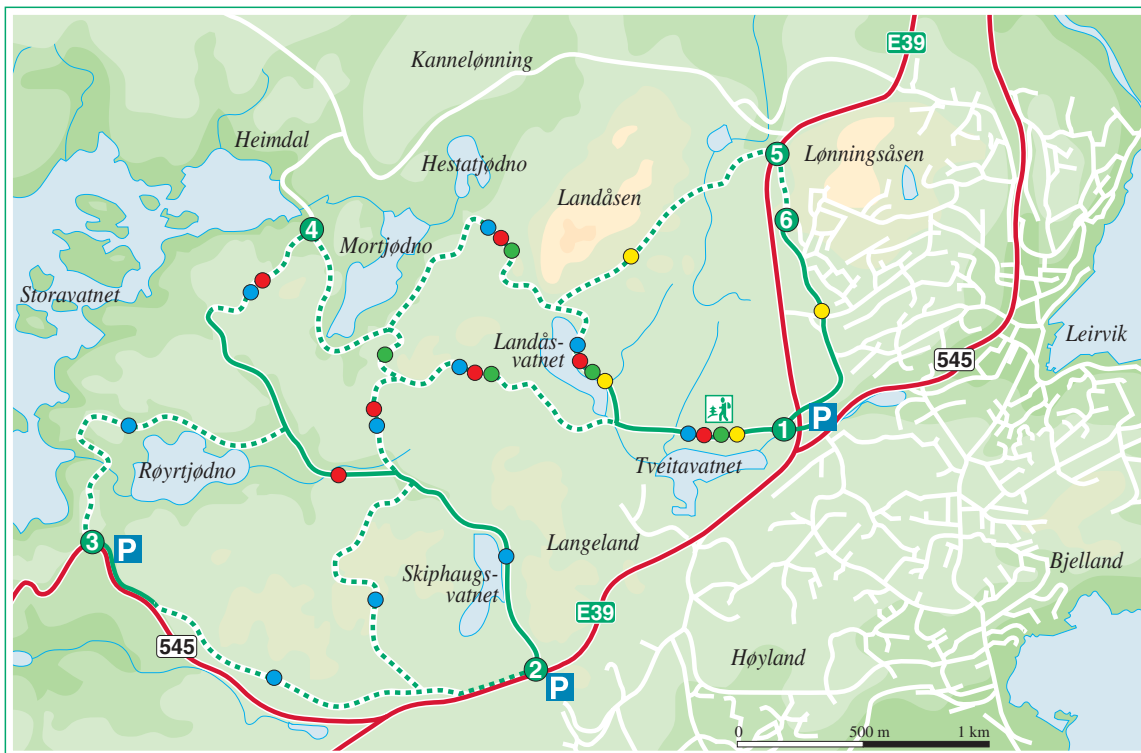 Kannelønning
E39
Heimdal
Hestatjødno
5
Lønningsåsen
Landåsen
6
4
Mortjødno
Storavatnet
Leirvik
Landås-
vatnet
545
1
P
Tveitavatnet
Røyrtjødno
3
P
Langeland
Skiphaugs-
vatnet
Bjelland
E39
545
2
P
Høyland
0
500 m
1 km